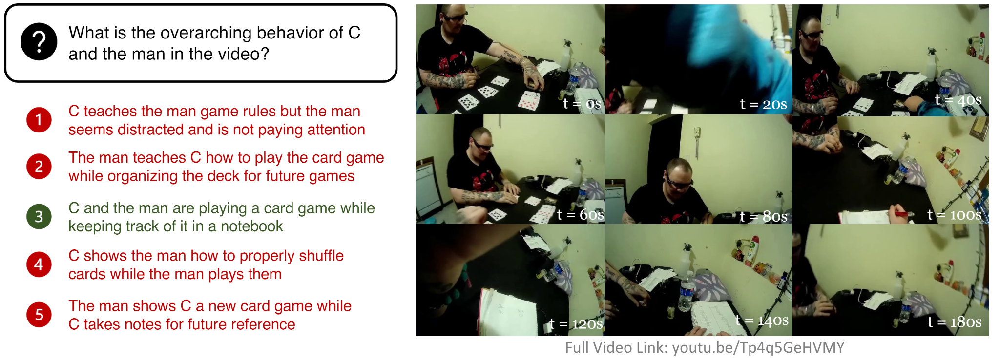 ?
What is the overarching behavior of C
and the man in the video?
1
C teaches the man game rules but the man
seems distracted and is not paying attention
2
The man teaches C how to play the card game
while organizing the deck for future games
3
C and the man are playing a card game while
keeping track of it in a notebook
4
C shows the man how to properly shuffle
cards while the man plays them
5
The man shows C a new card game while
C takes notes for future reference
t = 0s
t = 20s
t = 40s
t = 60s
t = 80s
t = 100s
t = 120s
t = 140s
t = 180s
Full Video Link: youtu.be/Tp4q5GeHVMY